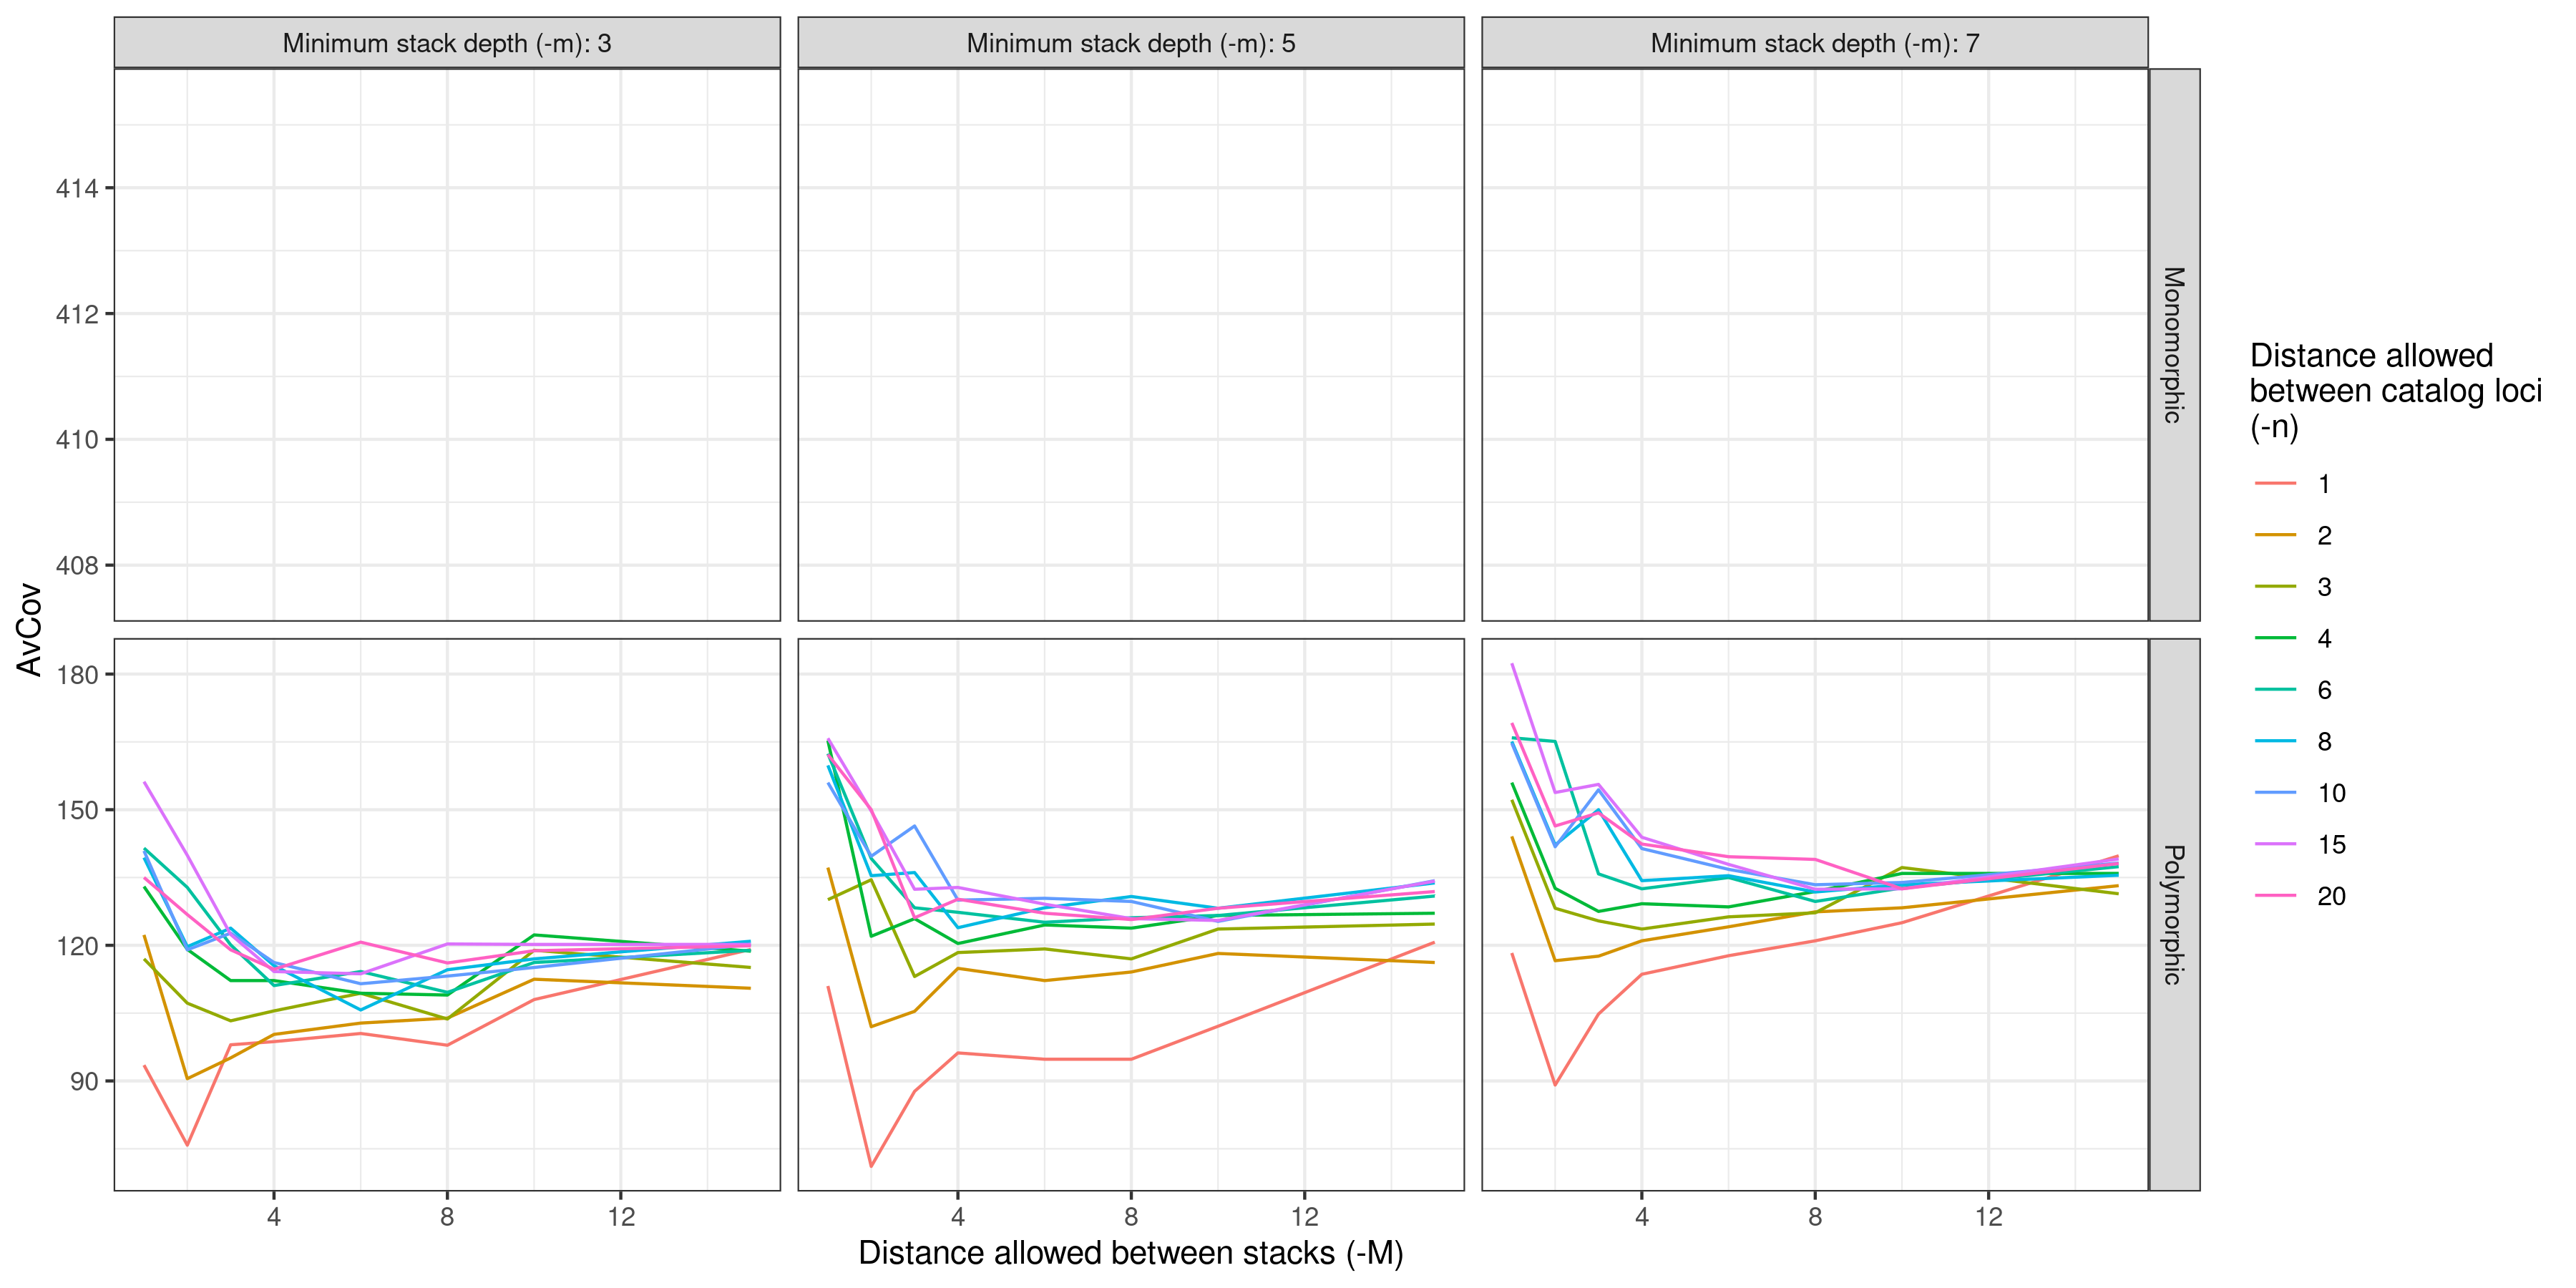 Minimum stack depth (-m): 3
Minimum stack depth (-m): 5
Minimum stack depth (-m): 7
414
412
410
408
Monomorphic
AvCov
180
150
120
90
Polymorphic
4 8 12
4 8 12
4 8 12
Distance allowed between stacks (-M)
Distance allowed
between catalog loci
(-n)
1
2
3
4
6
8
10
15
20